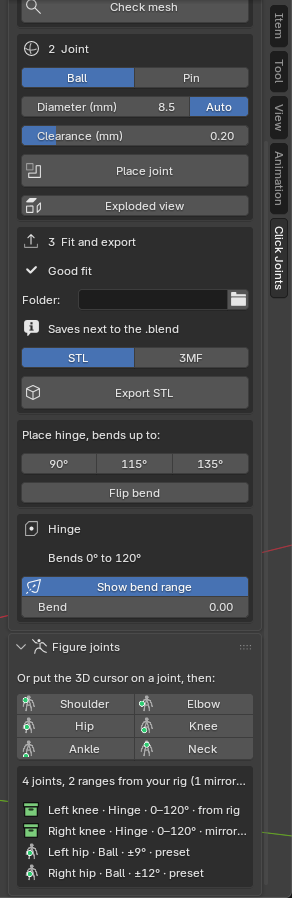 Check mesh
2 Joint
Ball Pin
Diameter (mm) 8.5 Auto
Clearance (mm) 0.20
Place joint
Exploded view
3 Fit and export
Good fit
Folder:
Saves next to the .blend
STL 3MF
Export STL
Place hinge, bends up to:
90° 115° 135°
Flip bend
Hinge
Bends 0° to 120°
Show bend range
Bend 0.00
Figure joints
Or put the 3D cursor on a joint, then:
Shoulder Elbow
Hip Knee
Ankle Neck
4 joints, 2 ranges from your rig (1 mirror...
Left knee · Hinge · 0–120° · from rig
Right knee · Hinge · 0–120° · mirror...
Left hip · Ball · ±9° · preset
Right hip · Ball · ±12° · preset
Item
Tool
View
Animation
Click Joints